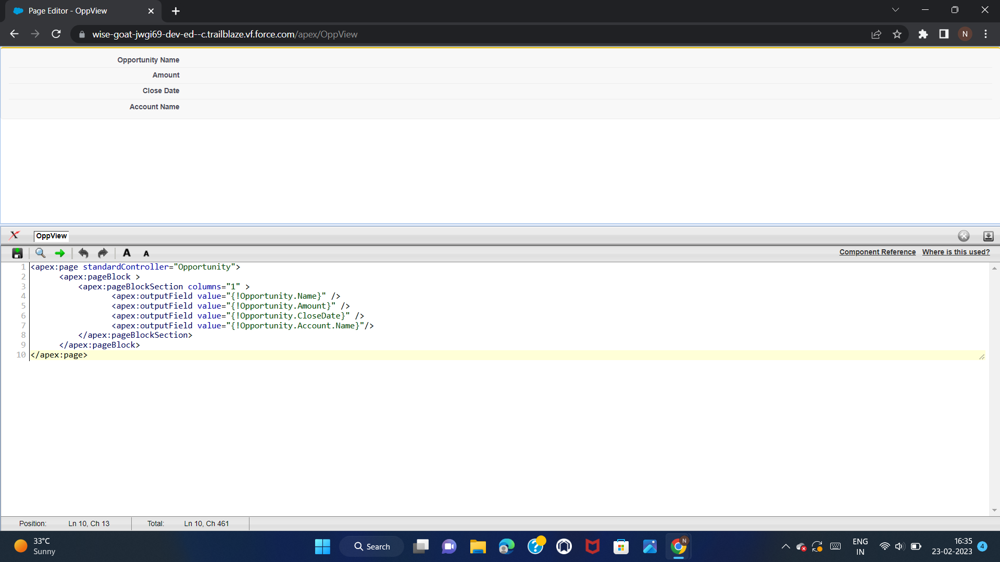 Page Editor - OppView
wise-goat-jwgi69-dev-ed--c.trailblaze.vf.force.com/apex/OppView
N
Opportunity Name
Amount
Close Date
Account Name
OppView
A A
Component Reference Where is this used?
1 <apex:page standardController="Opportunity">
2 <apex:pageBlock >
3 <apex:pageBlockSection columns="1" >
4 <apex:outputField value="{!Opportunity.Name}" />
5 <apex:outputField value="{!Opportunity.Amount}" />
6 <apex:outputField value="{!Opportunity.CloseDate}" />
7 <apex:outputField value="{!Opportunity.Account.Name}"/>
8 </apex:pageBlockSection>
9 </apex:pageBlock>
10 </apex:page>
Position: Ln 10, Ch 13 Total: Ln 10, Ch 461
33°C
Sunny
Search
N
ENG
IN
16:35
23-02-2023
4